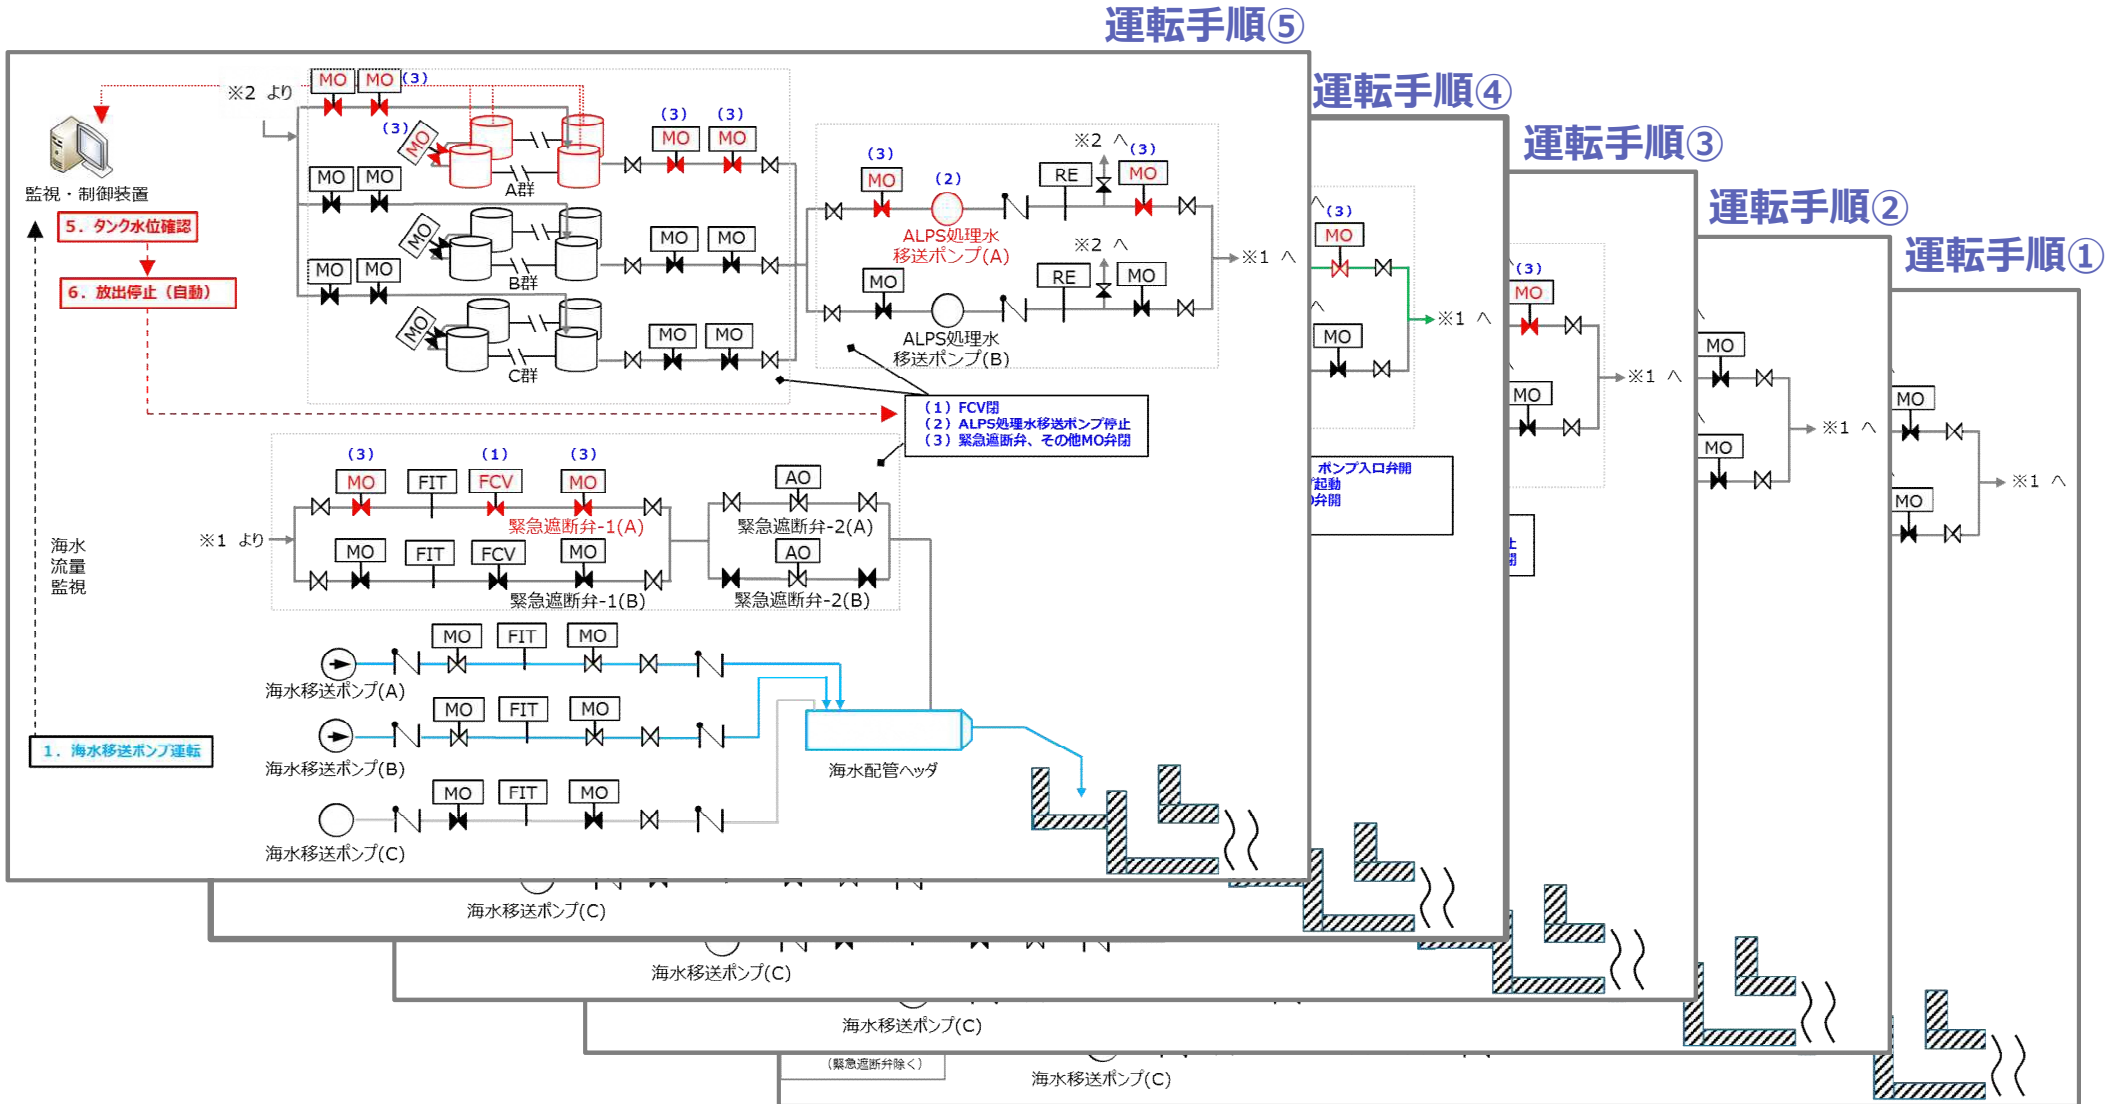 運転手順⑤
※2 より
MO
MO
(3)
(3)
MO
A群
(3)
(3)
MO
MO
監視・制御装置
MO
MO
MO
B群
MO
MO
MO
MO
MO
C群
MO
MO
5. タンク水位確認
6. 放出停止（自動）
(3)
MO
(2)
ALPS処理水
移送ポンプ(A)
RE
※2 へ
(3)
MO
MO
ALPS処理水
移送ポンプ(B)
RE
※2 へ
MO
※1 へ
(1) FCV閉
(2) ALPS処理水移送ポンプ停止
(3) 緊急遮断弁、その他MO弁閉
(3)
(1)
(3)
MO
FIT
FCV
MO
緊急遮断弁-1(A)
AO
緊急遮断弁-2(A)
※1 より
MO
FIT
FCV
MO
緊急遮断弁-1(B)
AO
緊急遮断弁-2(B)
海水
流量
監視
1. 海水移送ポンプ運転
MO
FIT
MO
海水移送ポンプ(A)
MO
FIT
MO
海水移送ポンプ(B)
MO
FIT
MO
海水移送ポンプ(C)
海水配管ヘッダ
運転手順④
(3)
MO
MO
※1 へ
ポンプ入口弁開
起動
弁開
海水移送ポンプ(C)
運転手順③
(3)
MO
MO
※1 へ
海水移送ポンプ(C)
運転手順②
MO
MO
※1 へ
海水移送ポンプ(C)
運転手順①
MO
MO
※1 へ
（緊急遮断弁除く）
海水移送ポンプ(C)